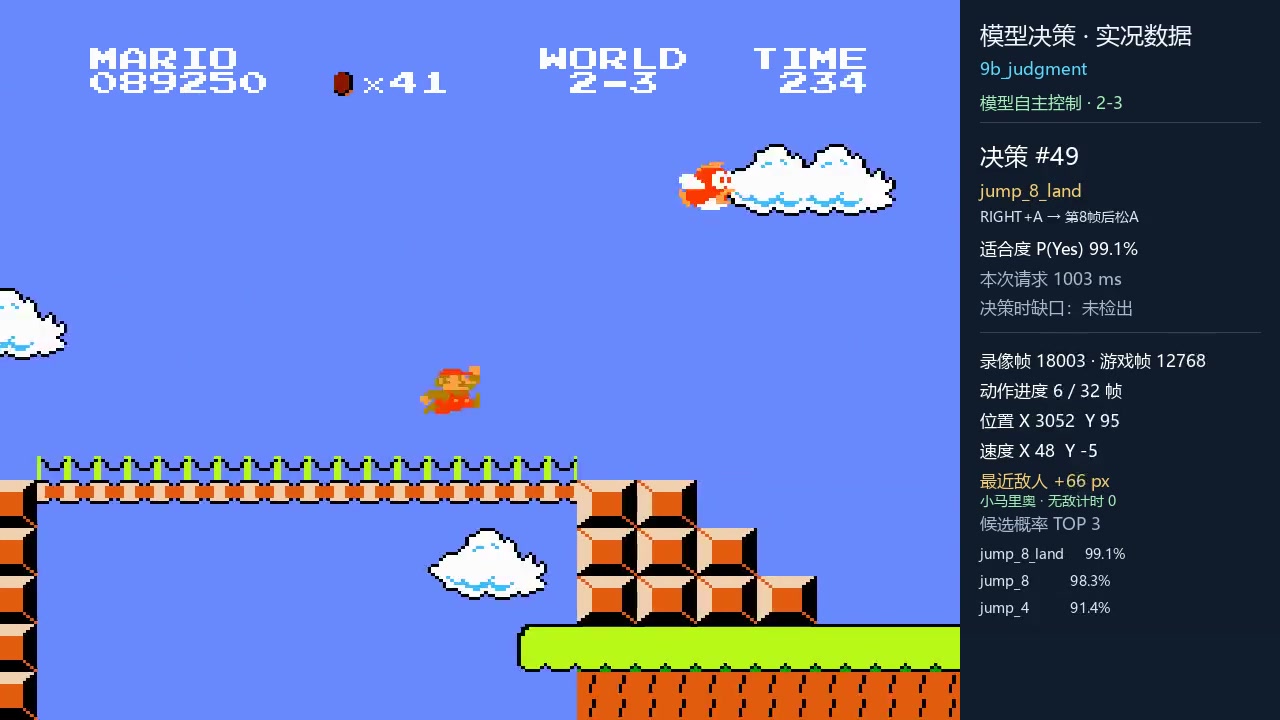 MARIO WORLD TIME
089250 x41 2-3 234
模型决策 · 实况数据
9b_judgment
模型自主控制 · 2-3
决策 #49
jump_8_land
RIGHT+A → 第8帧后松A
适合度 P(Yes) 99.1%
本次请求 1003 ms
决策时缺口：未检出
录像帧 18003 · 游戏帧 12768
动作进度 6 / 32 帧
位置 X 3052 Y 95
速度 X 48 Y -5
最近敌人 +66 px
小马里奥 · 无敌计时 0
候选概率 TOP 3
jump_8_land 99.1%
jump_8 98.3%
jump_4 91.4%